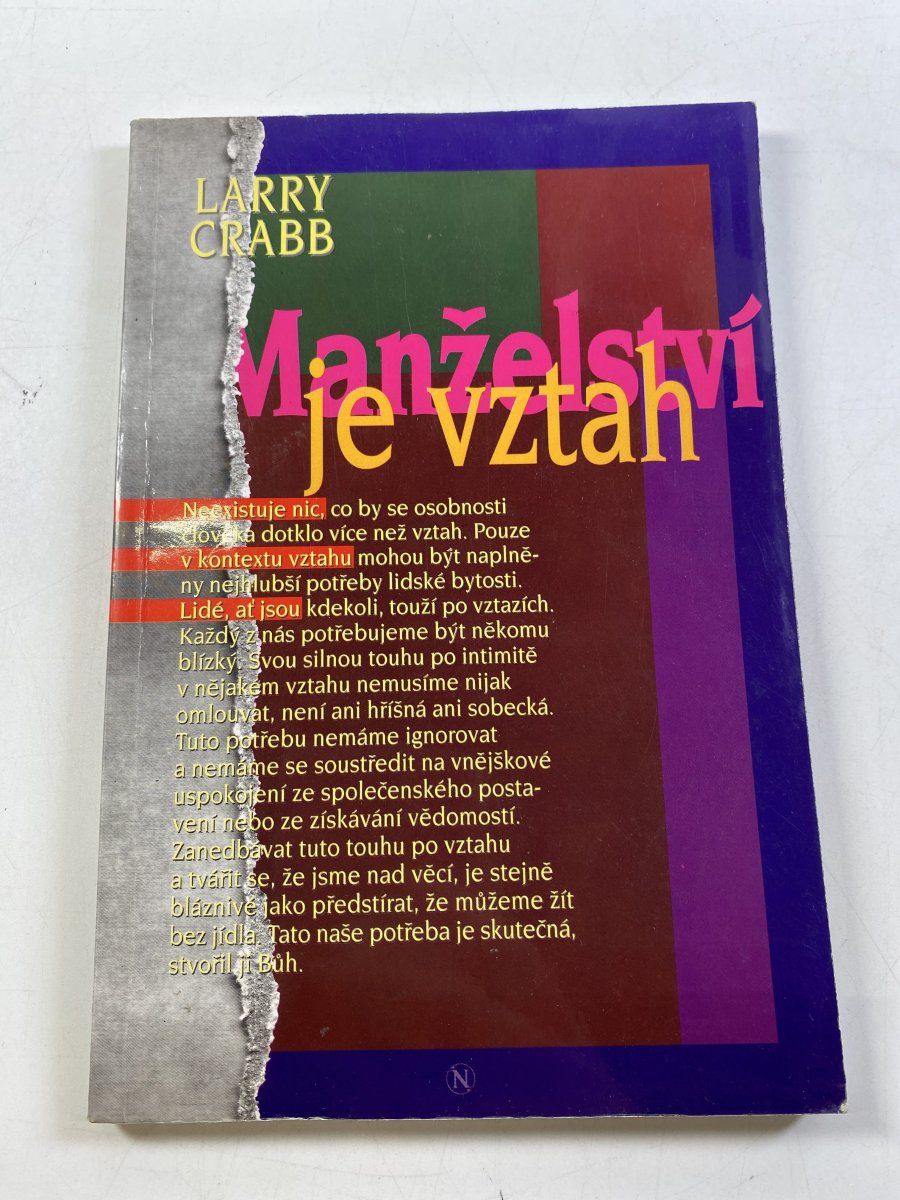 LARRY
CRABB
Manželství
je vztah
Neexistuje nic, co by se osobnosti
člověka dotklo více než vztah. Pouze
v kontextu vztahu mohou být naplně-
ny nejhlubší potřeby lidské bytosti.
Lidé, ať jsou kdekoli, touží po vztazích.
Každý z nás potřebujeme být někomu
blízký. Svou silnou touhu po intimitě
v nějakém vztahu nemusíme nijak
omlouvat, není ani hříšná ani sobecká.
Tuto potřebu nemáme ignorovat
a nemáme se soustředit na vnějškové
uspokojení ze společenského posta-
vení nebo ze získávání vědomostí.
Zanedbávat tuto touhu po vztahu
a tvářit se, že jsme nad věcí, je stejně
bláznivé jako předstírat, že můžeme žít
bez jídla. Tato naše potřeba je skutečná,
stvořil ji Bůh.
N